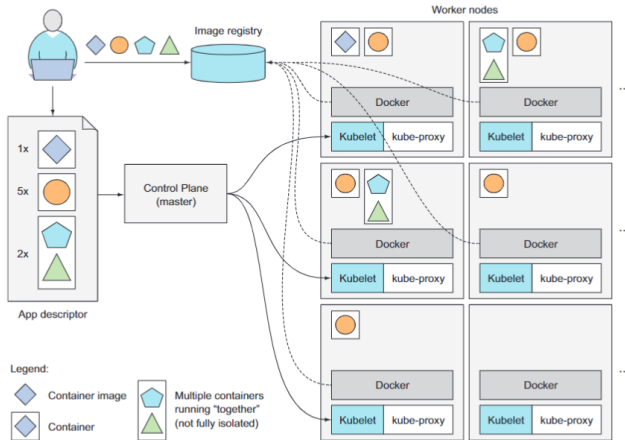 Worker nodes
Image registry
Docker
Docker
Kubelet kube-proxy
Kubelet kube-proxy
...
1x
5x
2x
App descriptor
Control Plane
(master)
Docker
Docker
Kubelet kube-proxy
Kubelet kube-proxy
...
Docker
Docker
Kubelet kube-proxy
Kubelet kube-proxy
...
Legend:
Container image
Container
Multiple containers
running “together”
(not fully isolated)